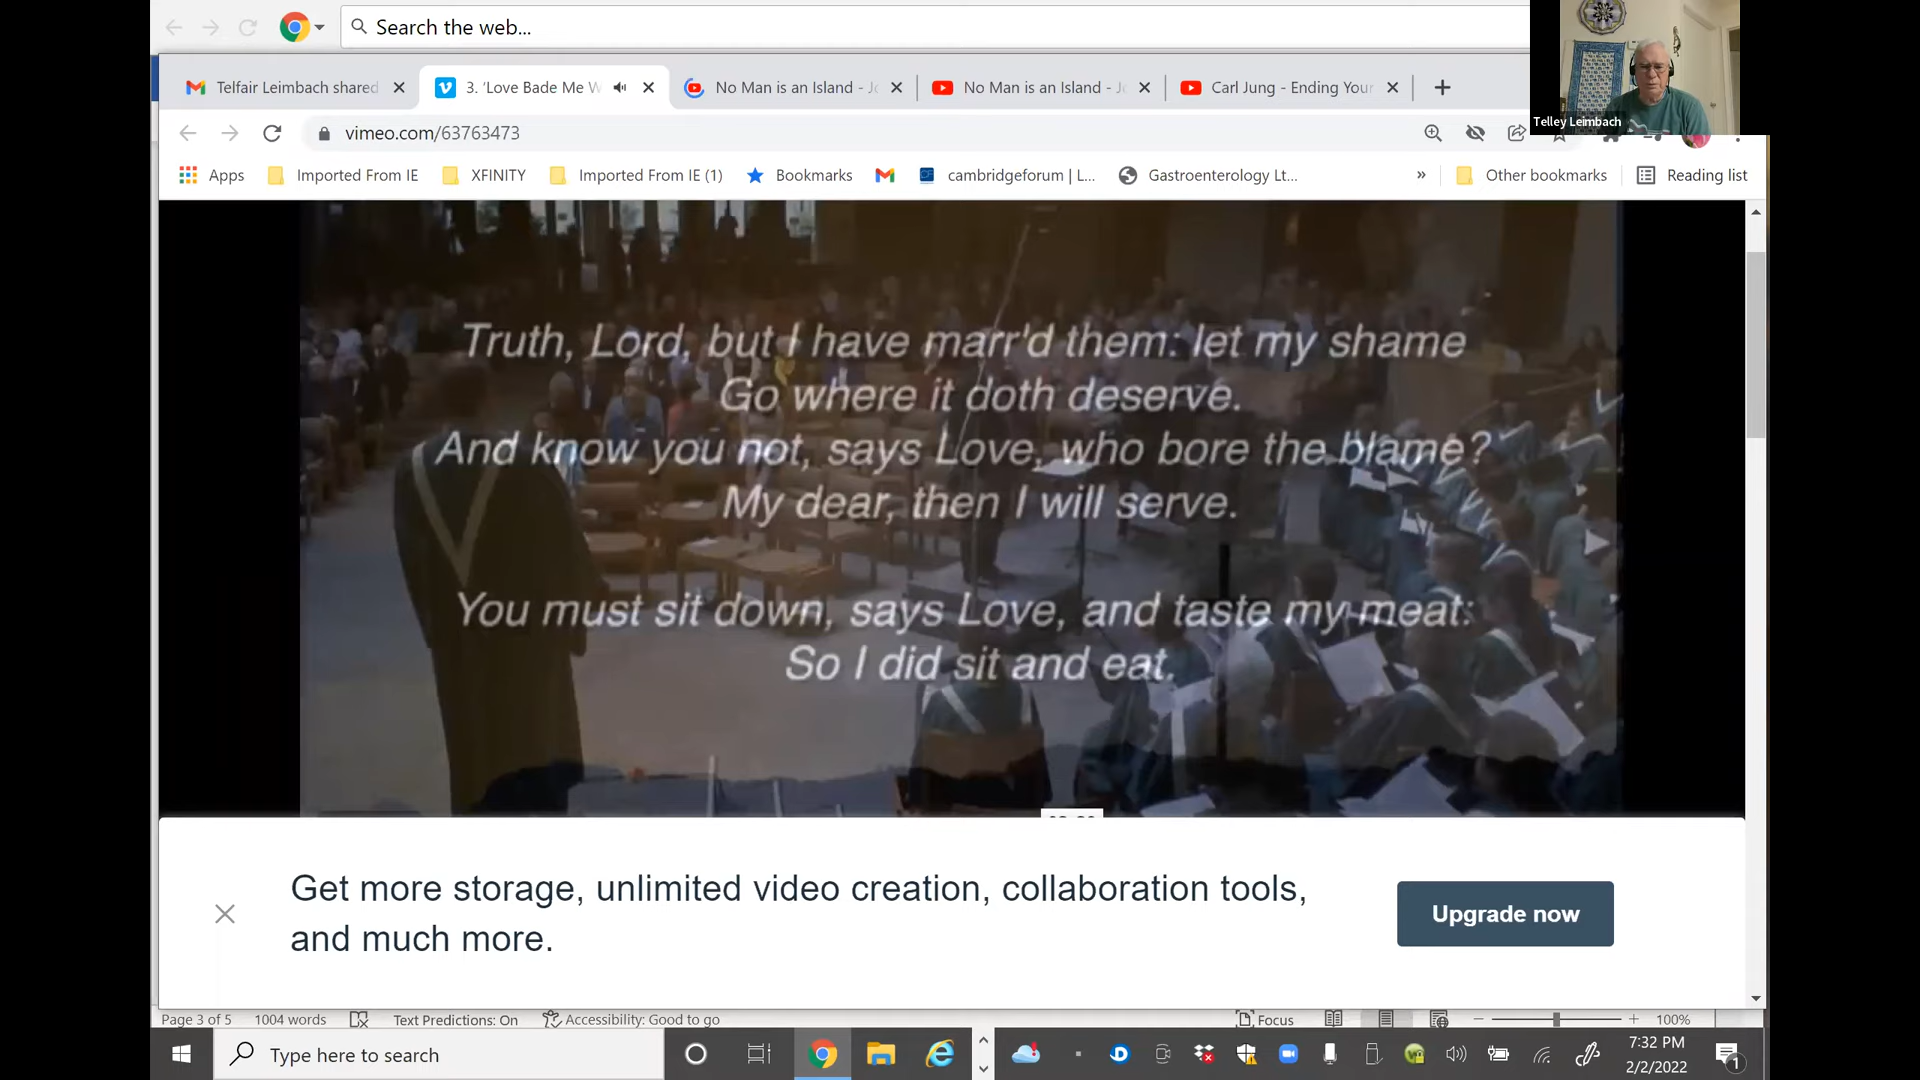 Search the web...
Telfair Leimbach shared
3. 'Love Bade Me W
No Man is an Island - Jo
No Man is an Island - Jo
Carl Jung - Ending Your
Telley Leimbach
vimeo.com/63763473
Apps
Imported From IE
XFINITY
Imported From IE (1)
Bookmarks
cambridgeforum | L...
Gastroenterology Lt...
»
Other bookmarks
Reading list
Truth, Lord, but I have marr'd them: let my shame
Go where it doth deserve.
And know you not, says Love, who bore the blame?
My dear, then I will serve.
You must sit down, says Love, and taste my meat:
So I did sit and eat.
Get more storage, unlimited video creation, collaboration tools,
and much more.
Upgrade now
Page 3 of 5
1004 words
Text Predictions: On
Accessibility: Good to go
Focus
100%
Type here to search
7:32 PM
2/2/2022
1